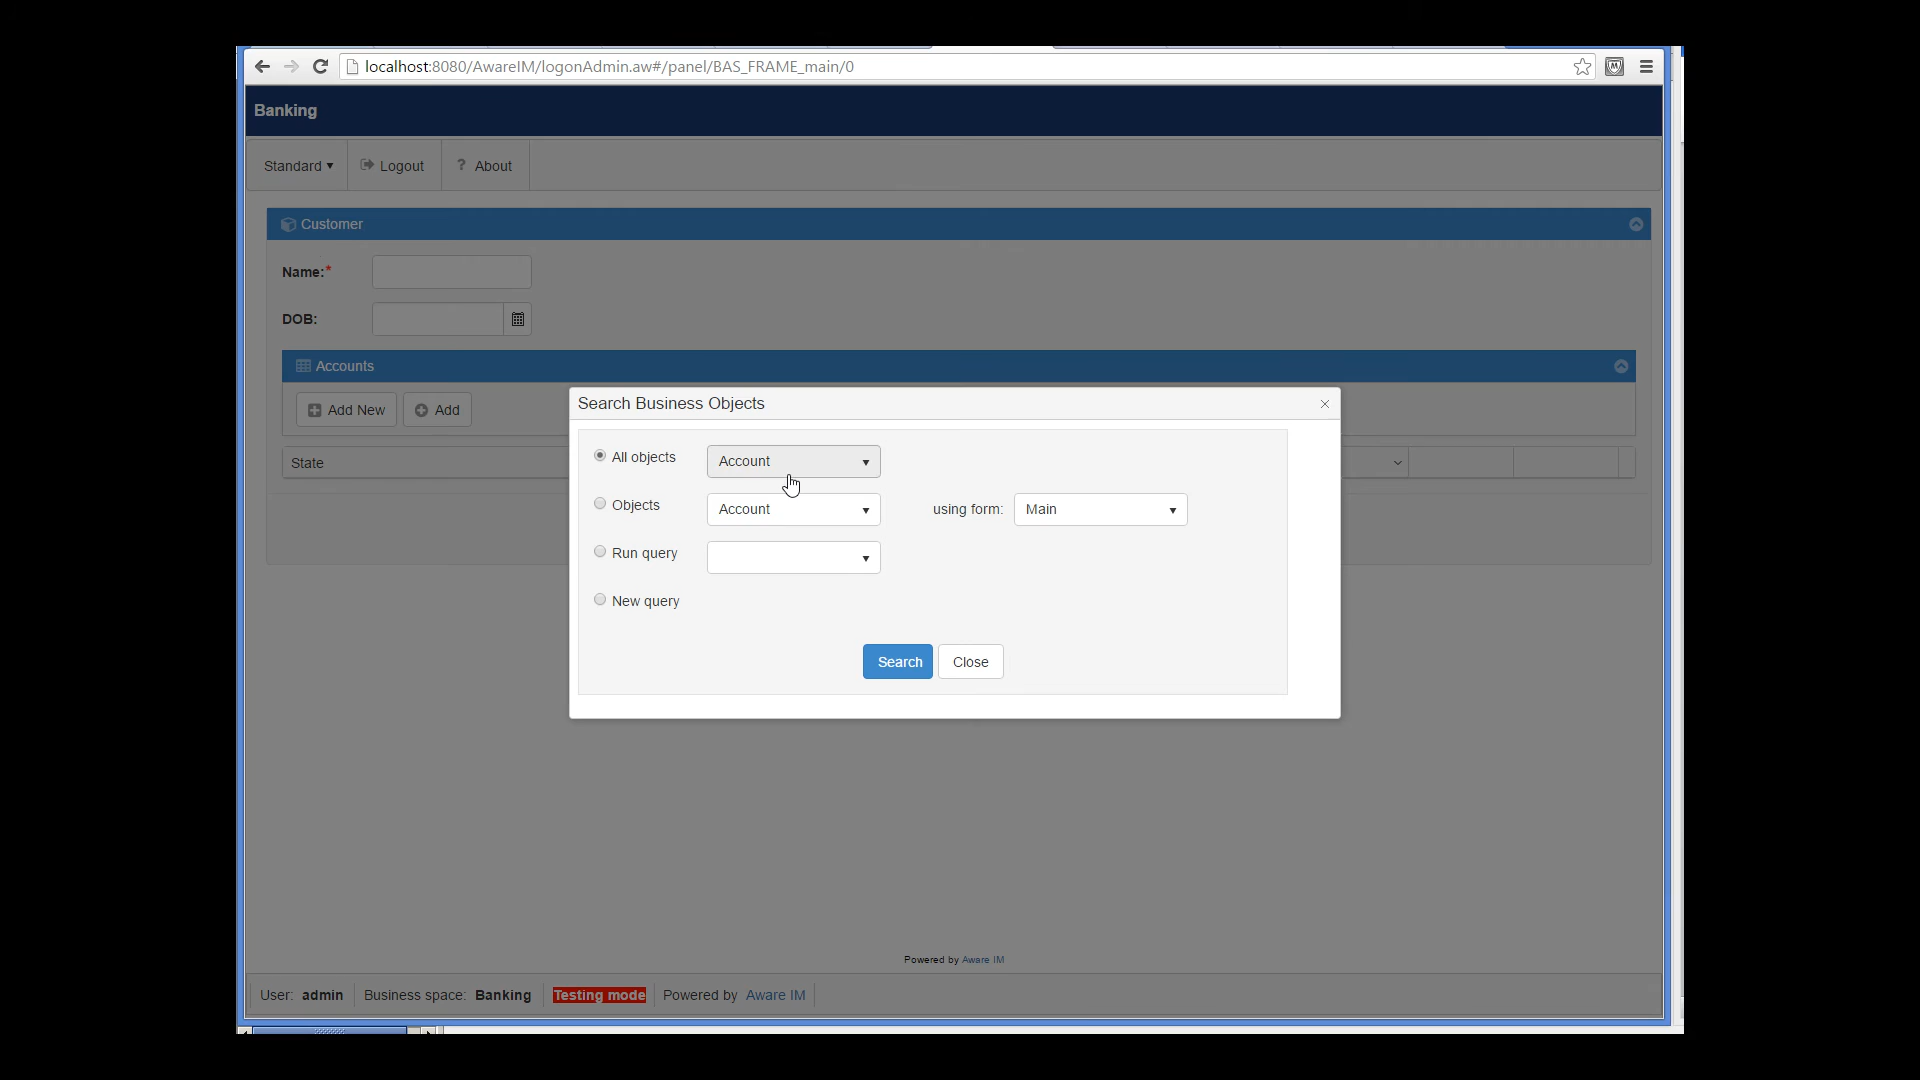 localhost:8080/AwareIM/logonAdmin.aw#/panel/BAS_FRAME_main/0
Banking
Standard Logout ? About
Customer
Name:*
DOB:
Accounts
Add New Add
State
Search Business Objects
All objects Account
Objects Account using form: Main
Run query
New query
Search Close
Powered by Aware IM
User: admin Business space: Banking Testing mode Powered by Aware IM